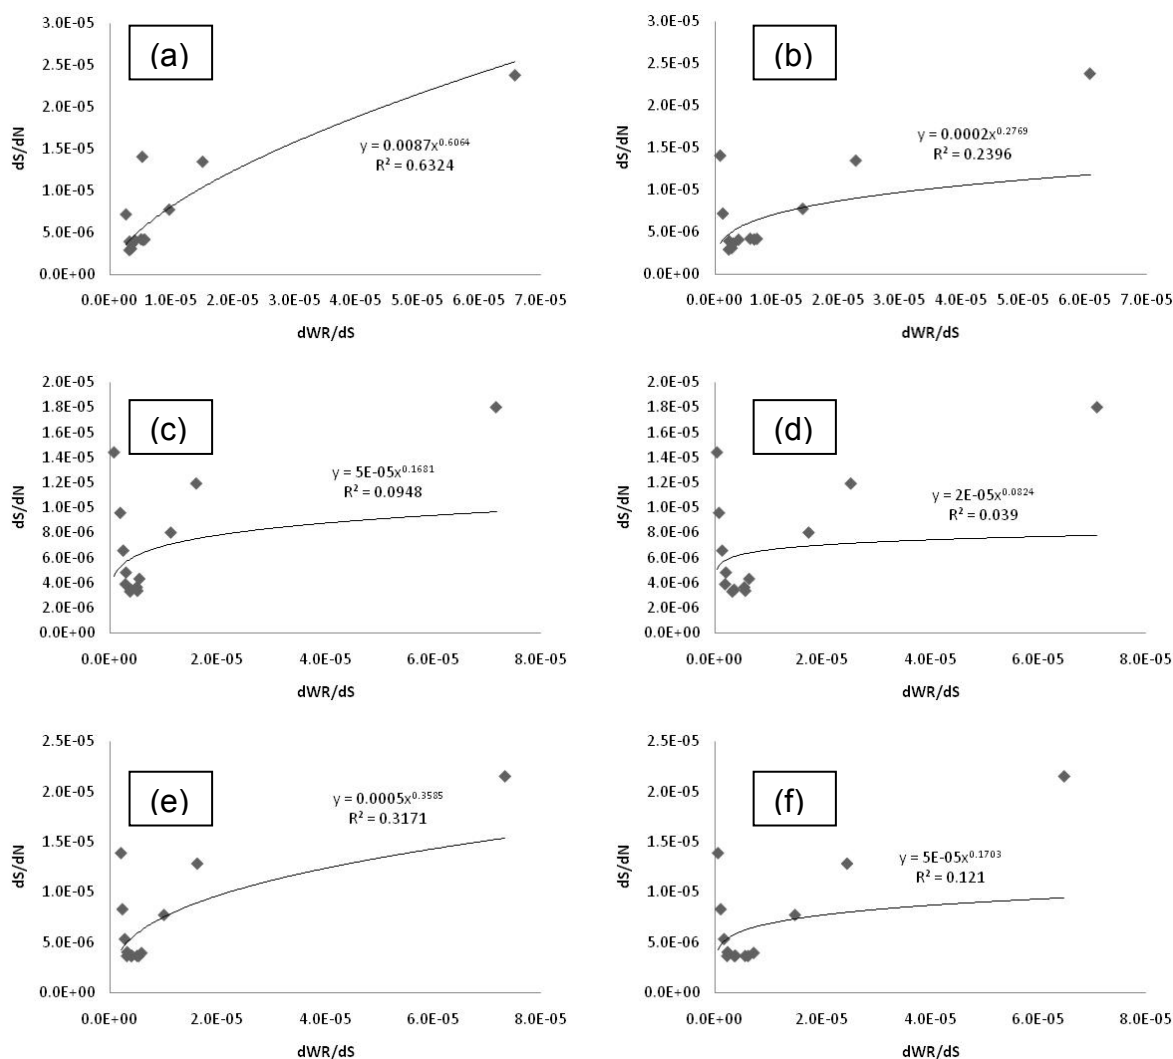 (a)
dS/dN
3.0E-05
2.5E-05
2.0E-05
1.5E-05
1.0E-05
5.0E-06
0.0E+00
y = 0.0087x^0.6064
R² = 0.6324
0.0E+00 1.0E-05 2.0E-05 3.0E-05 4.0E-05 5.0E-05 6.0E-05 7.0E-05
dWR/dS
(b)
dS/dN
3.0E-05
2.5E-05
2.0E-05
1.5E-05
1.0E-05
5.0E-06
0.0E+00
y = 0.0002x^0.2769
R² = 0.2396
0.0E+00 1.0E-05 2.0E-05 3.0E-05 4.0E-05 5.0E-05 6.0E-05 7.0E-05
dWR/dS
(c)
dS/dN
2.0E-05
1.8E-05
1.6E-05
1.4E-05
1.2E-05
1.0E-05
8.0E-06
6.0E-06
4.0E-06
2.0E-06
0.0E+00
y = 5E-05x^0.1681
R² = 0.0948
0.0E+00 2.0E-05 4.0E-05 6.0E-05 8.0E-05
dWR/dS
(d)
dS/dN
2.0E-05
1.8E-05
1.6E-05
1.4E-05
1.2E-05
1.0E-05
8.0E-06
6.0E-06
4.0E-06
2.0E-06
0.0E+00
y = 2E-05x^0.0824
R² = 0.039
0.0E+00 2.0E-05 4.0E-05 6.0E-05 8.0E-05
dWR/dS
(e)
dS/dN
2.5E-05
2.0E-05
1.5E-05
1.0E-05
5.0E-06
0.0E+00
y = 0.0005x^0.3585
R² = 0.3171
0.0E+00 2.0E-05 4.0E-05 6.0E-05 8.0E-05
dWR/dS
(f)
dS/dN
2.5E-05
2.0E-05
1.5E-05
1.0E-05
5.0E-06
0.0E+00
y = 5E-05x^0.1703
R² = 0.121
0.0E+00 2.0E-05 4.0E-05 6.0E-05 8.0E-05
dWR/dS